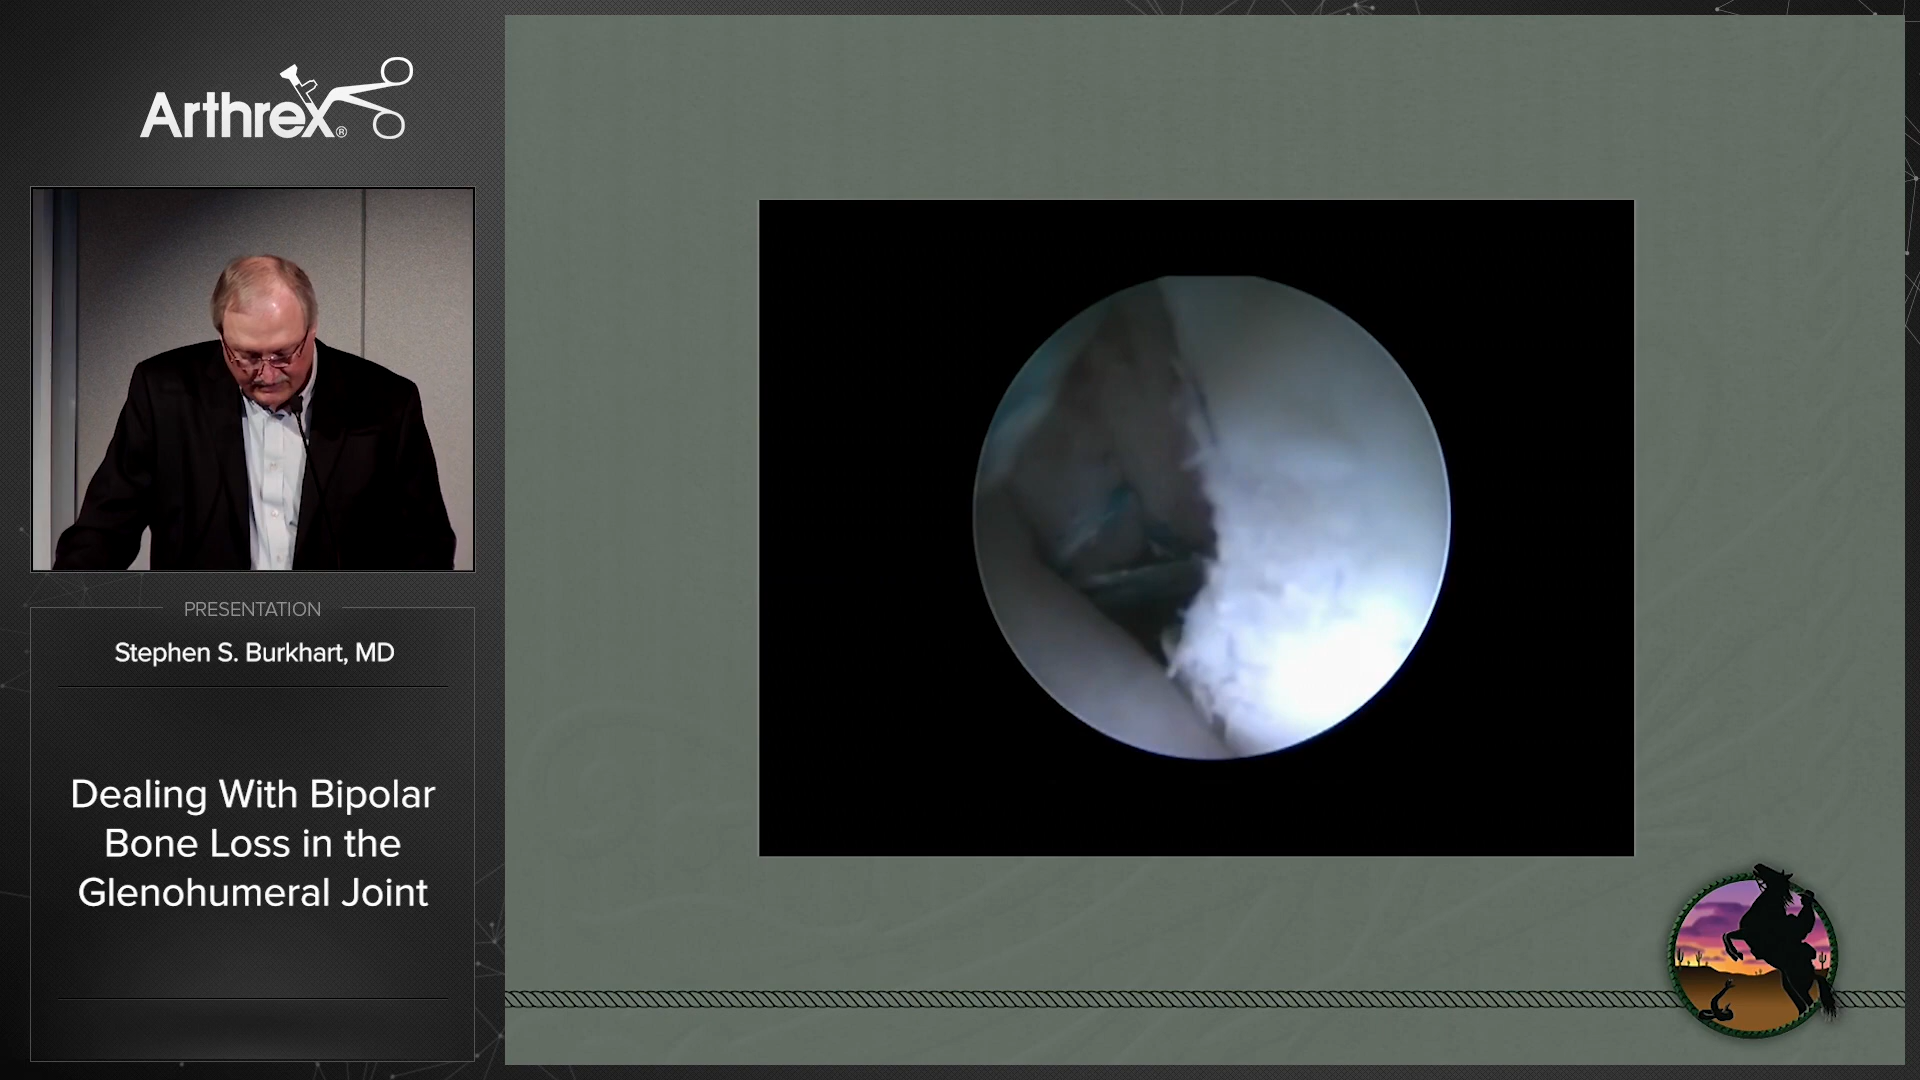 Arthrex®
PRESENTATION
Stephen S. Burkhart, MD
Dealing With Bipolar
Bone Loss in the
Glenohumeral Joint